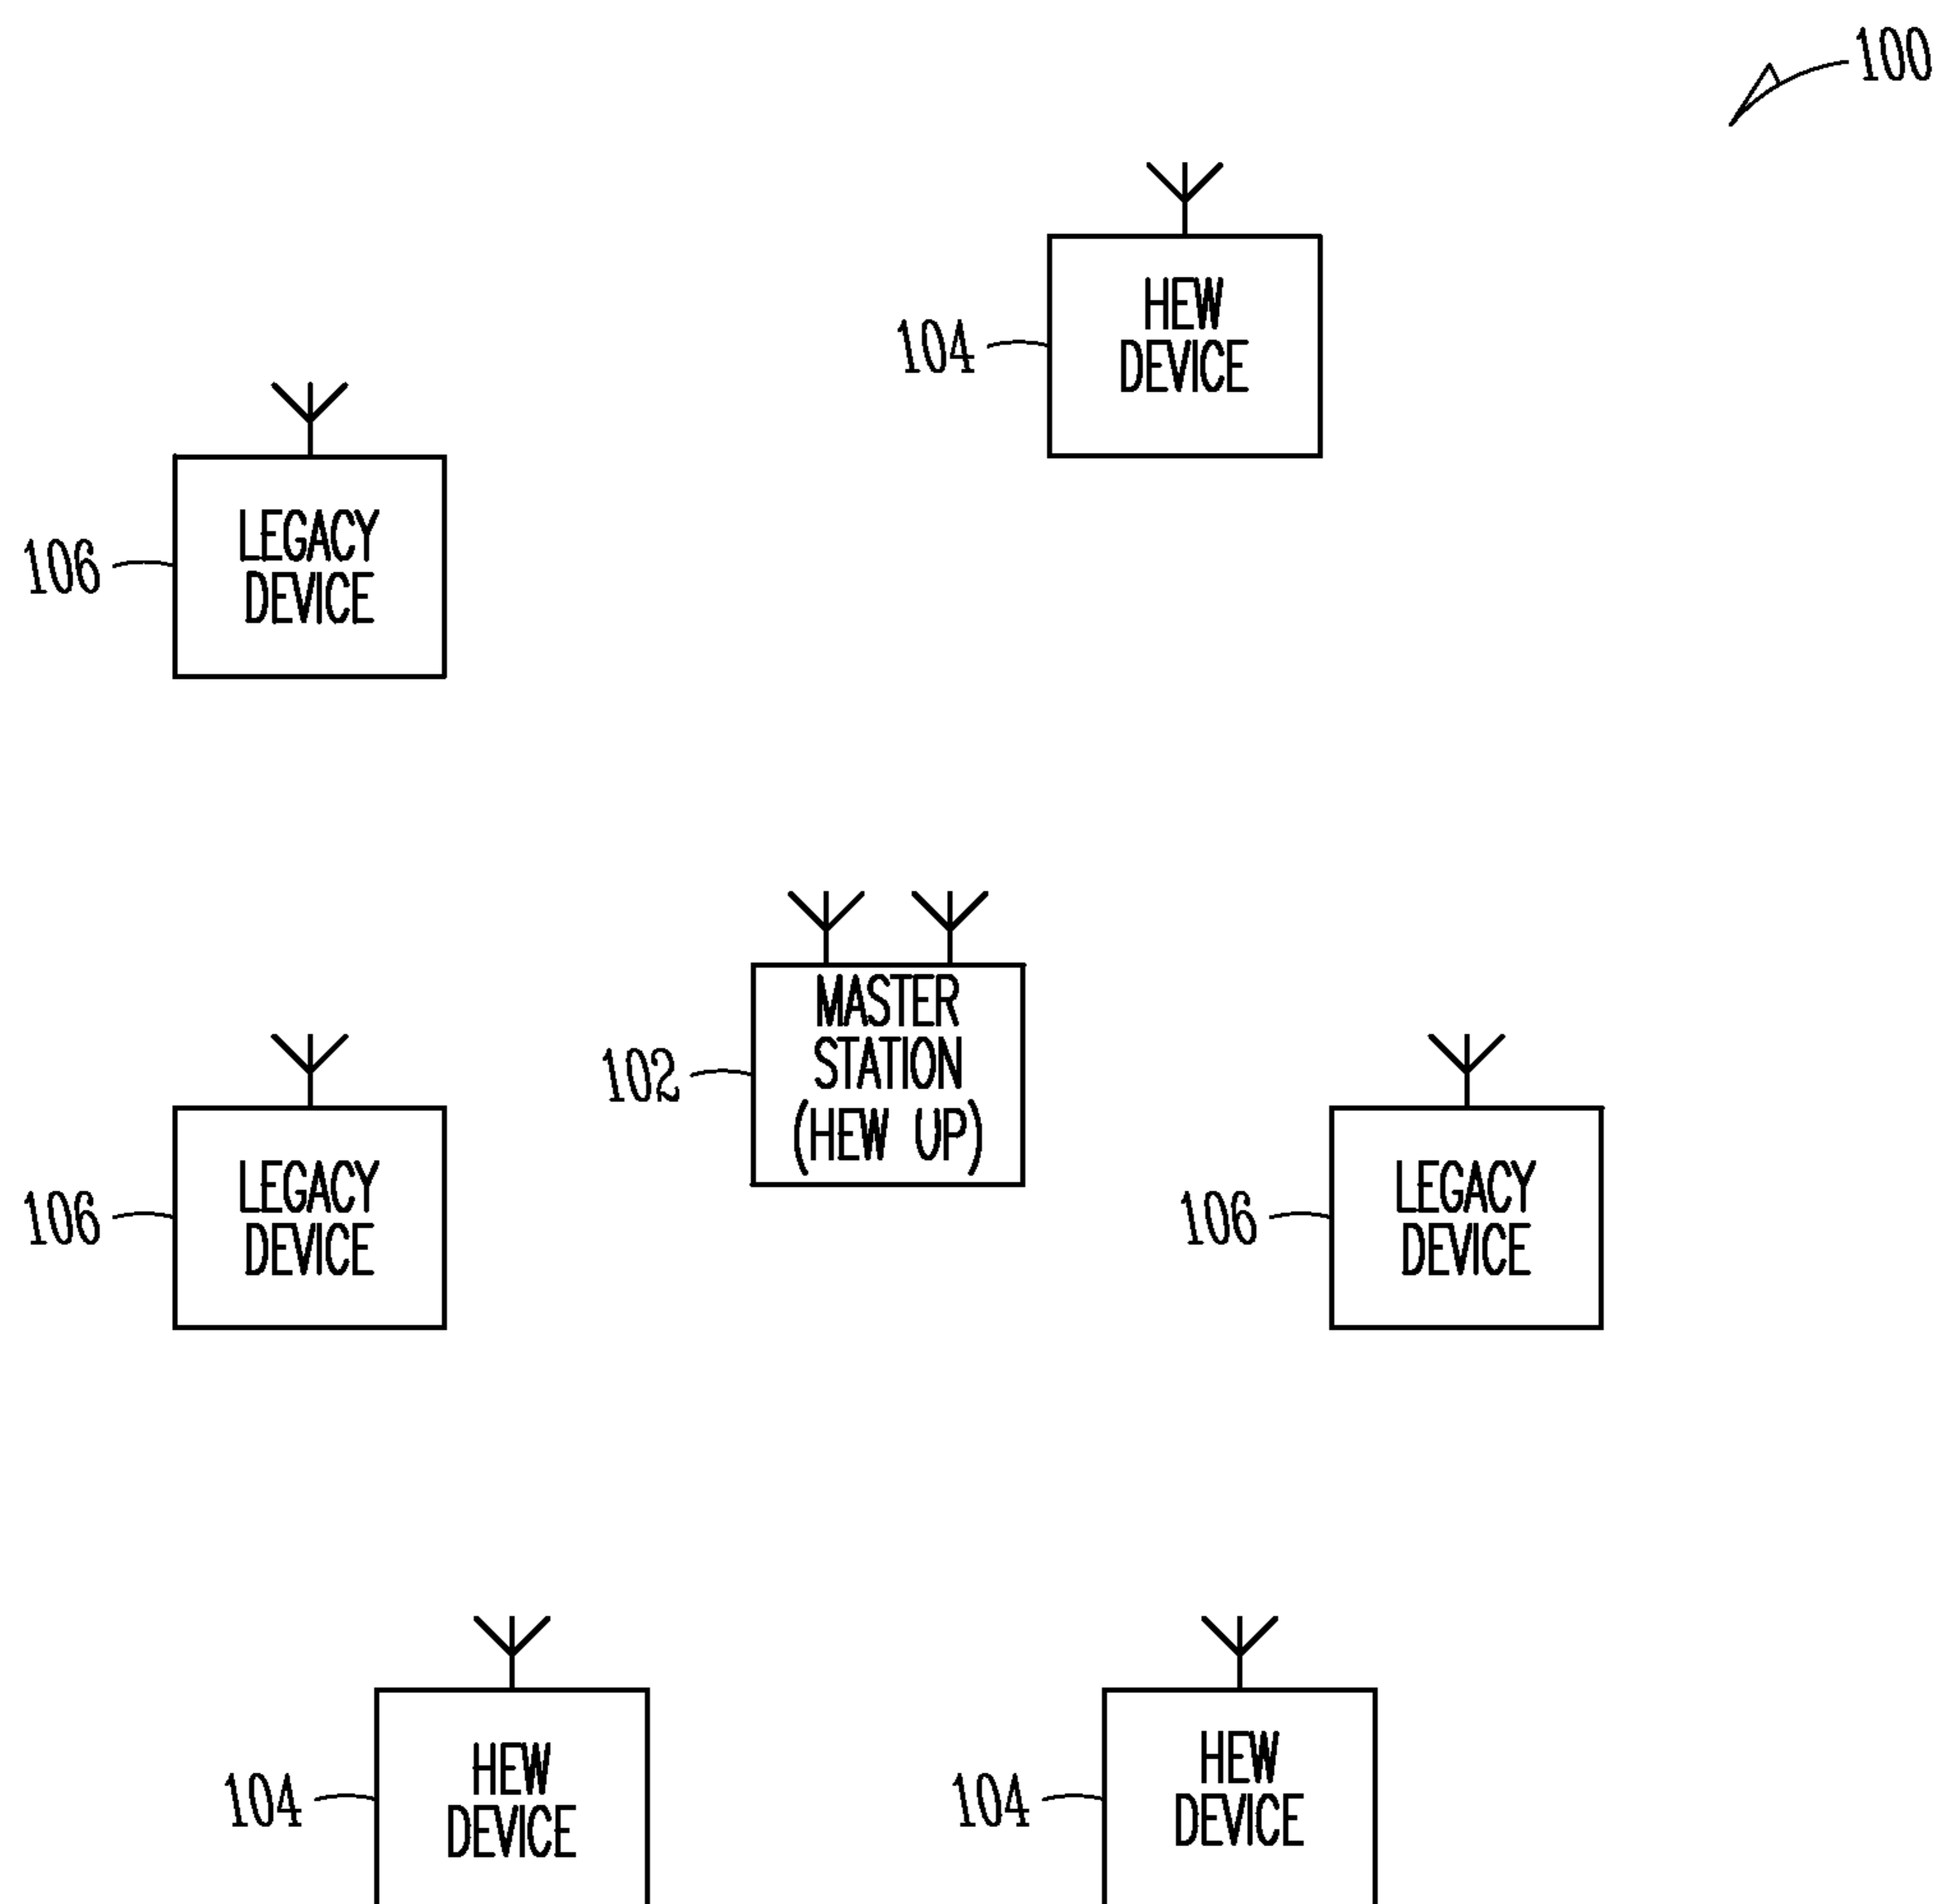 100
HEW
DEVICE
104
LEGACY
DEVICE
106
MASTER
STATION
(HEW UP)
102
LEGACY
DEVICE
106
LEGACY
DEVICE
106
HEW
DEVICE
104
HEW
DEVICE
104